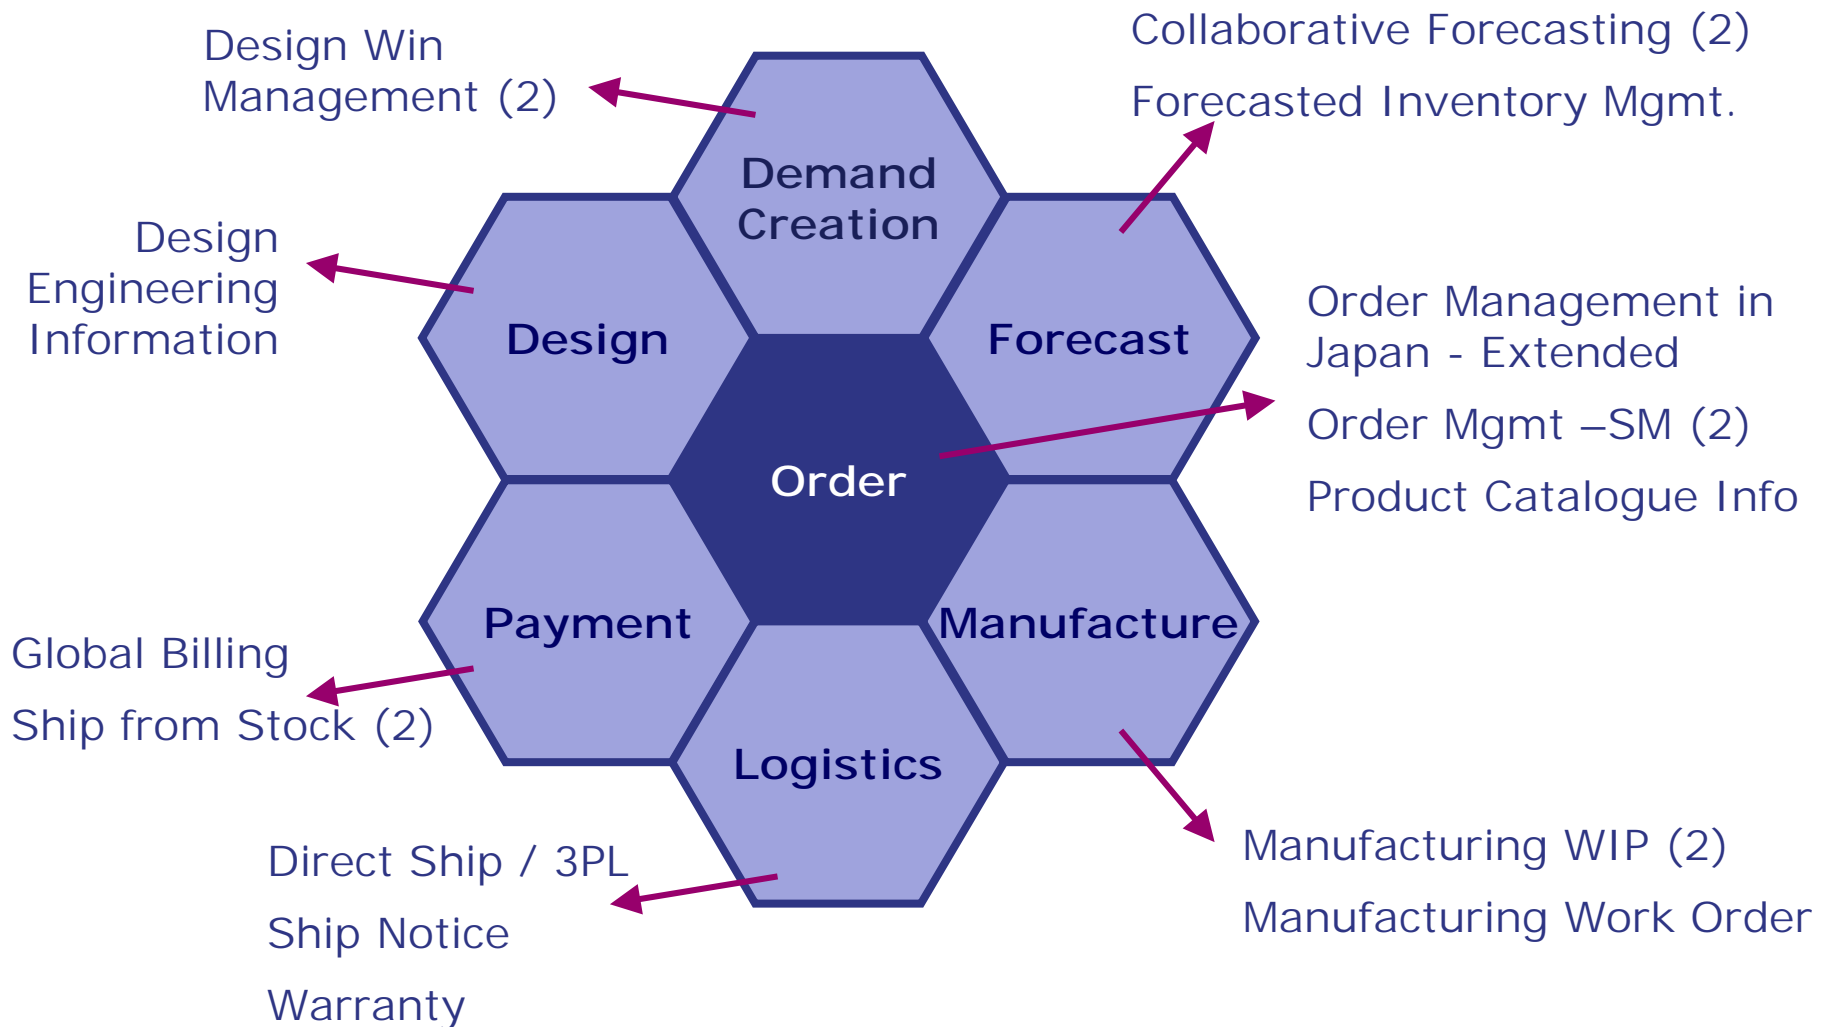 Design Win
Management (2)
Collaborative Forecasting (2)
Forecasted Inventory Mgmt.
Demand
Creation
Design
Engineering
Information
Design
Forecast
Order Management in
Japan - Extended
Order Mgmt –SM (2)
Product Catalogue Info
Order
Payment
Manufacture
Global Billing
Ship from Stock (2)
Logistics
Direct Ship / 3PL
Ship Notice
Warranty
Manufacturing WIP (2)
Manufacturing Work Order